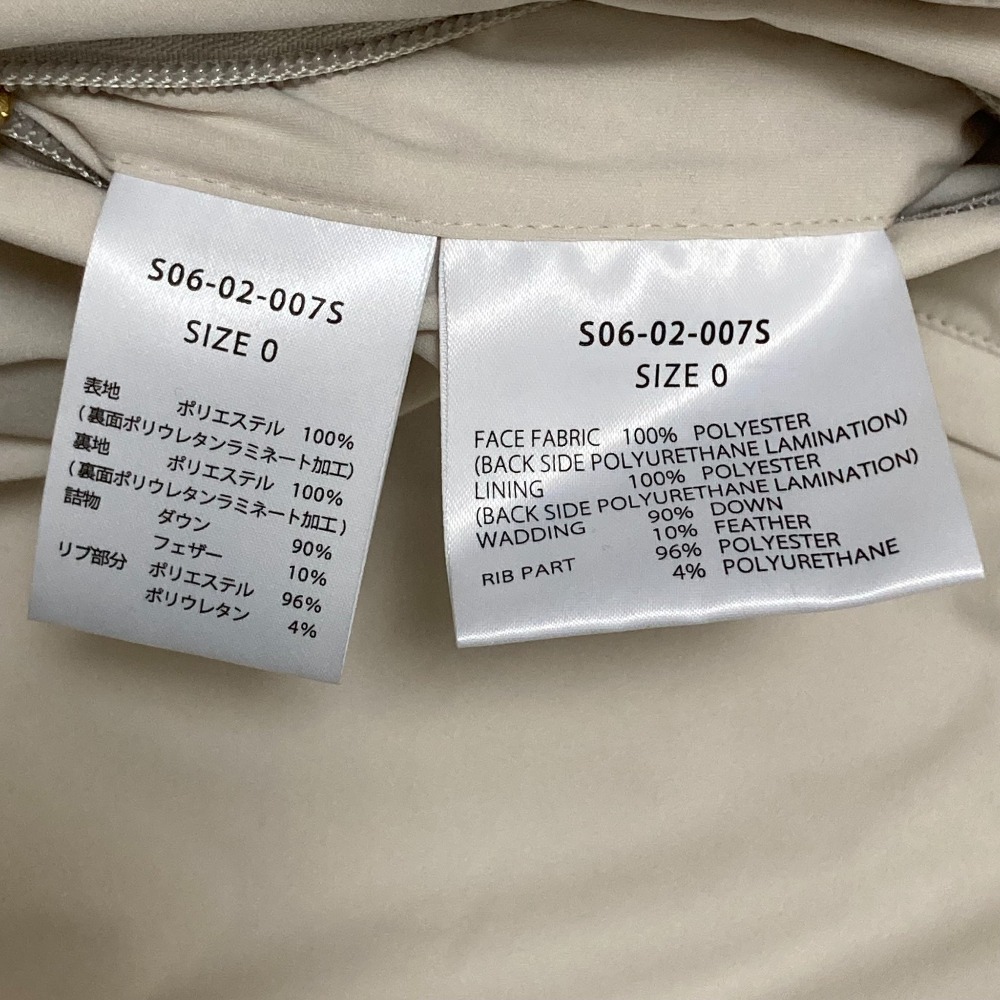 S06-02-007S
SIZE 0
表地 ポリエステル 100%
(裏面ポリウレタンラミネート加工)
裏地 ポリエステル 100%
(裏面ポリウレタンラミネート加工)
詰物 ダウン 90%
フェザー 10%
リブ部分 ポリエステル 96%
ポリウレタン 4%
S06-02-007S
SIZE 0
FACE FABRIC 100% POLYESTER
(BACK SIDE POLYURETHANE LAMINATION)
LINING 100% POLYESTER
(BACK SIDE POLYURETHANE LAMINATION)
WADDING 90% DOWN
10% FEATHER
RIB PART 96% POLYESTER
4% POLYURETHANE